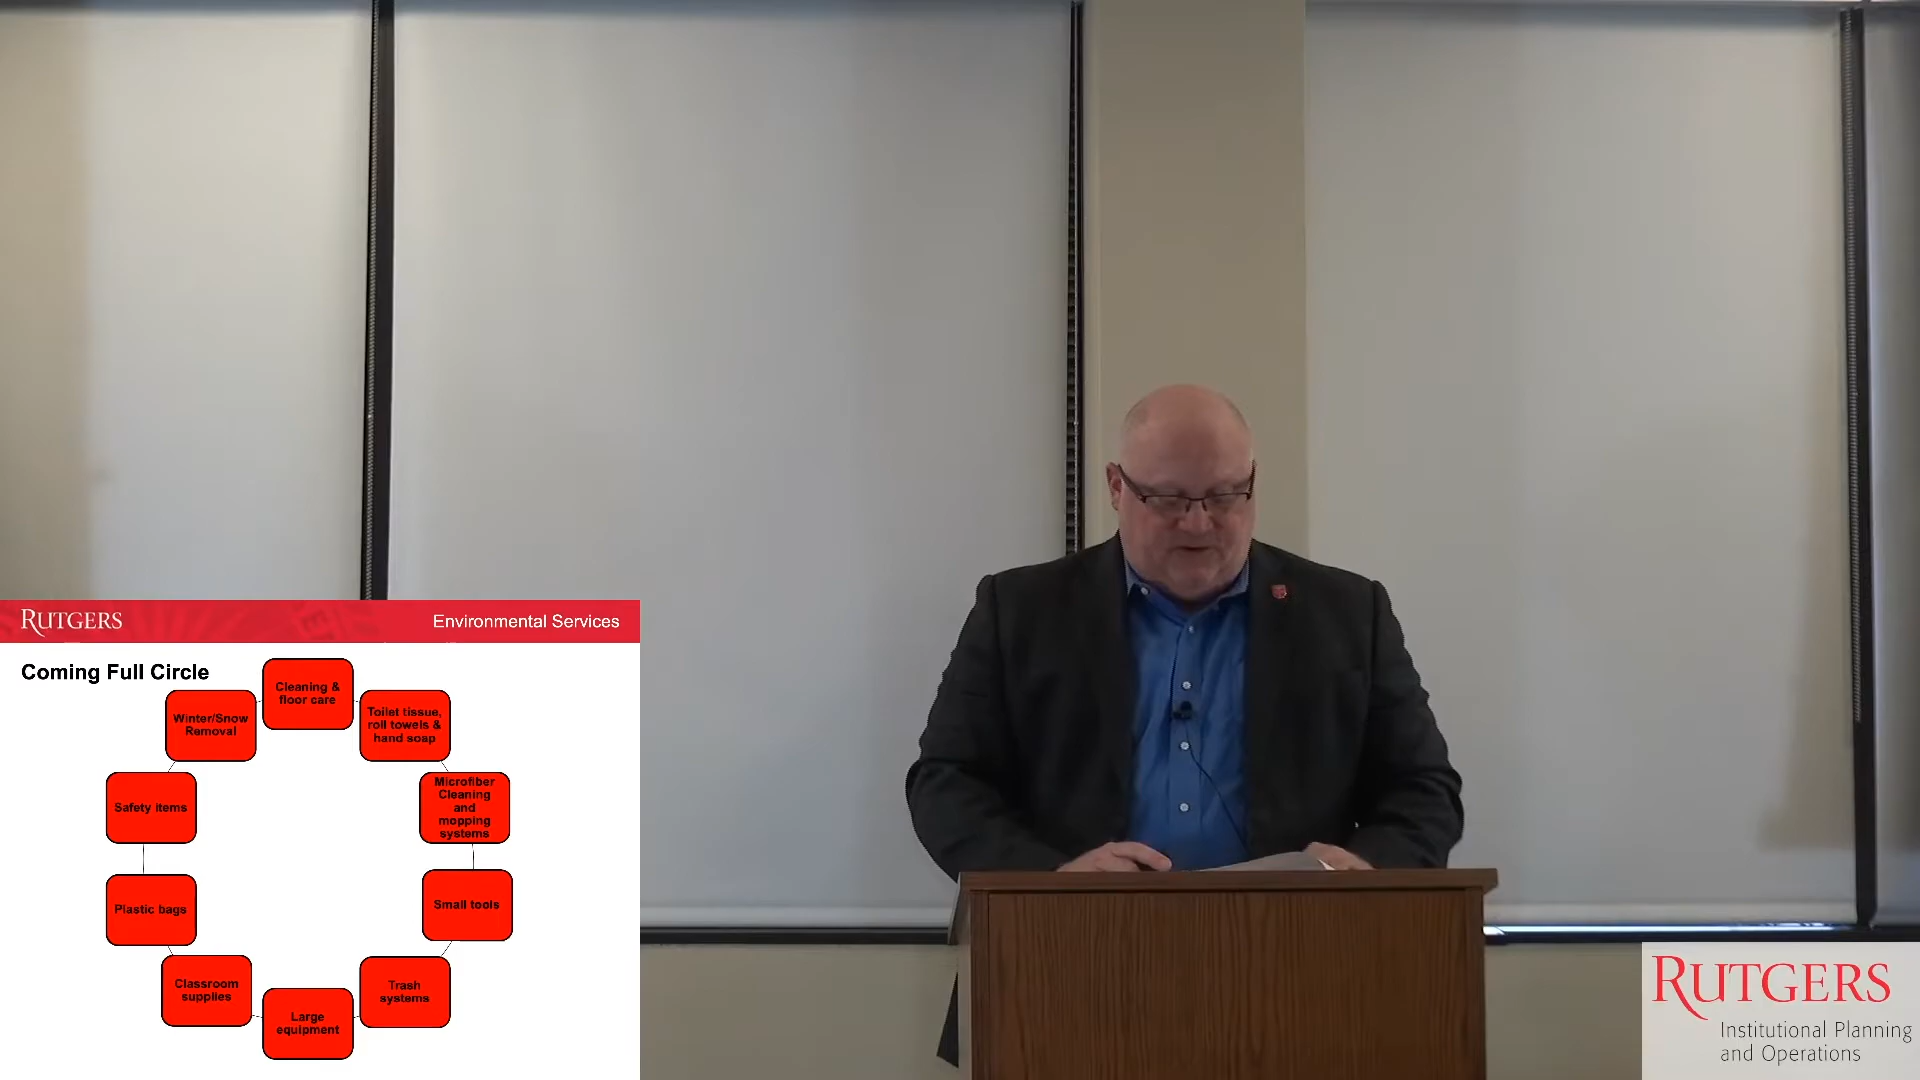 RUTGERS
Environmental Services
Coming Full Circle
Cleaning &
floor care
Toilet tissue,
roll towels &
hand soap
Microfiber
Cleaning
and
mopping
systems
Small tools
Trash
systems
Large
equipment
Classroom
supplies
Plastic bags
Safety items
Winter/Snow
Removal
RUTGERS
Institutional Planning
and Operations